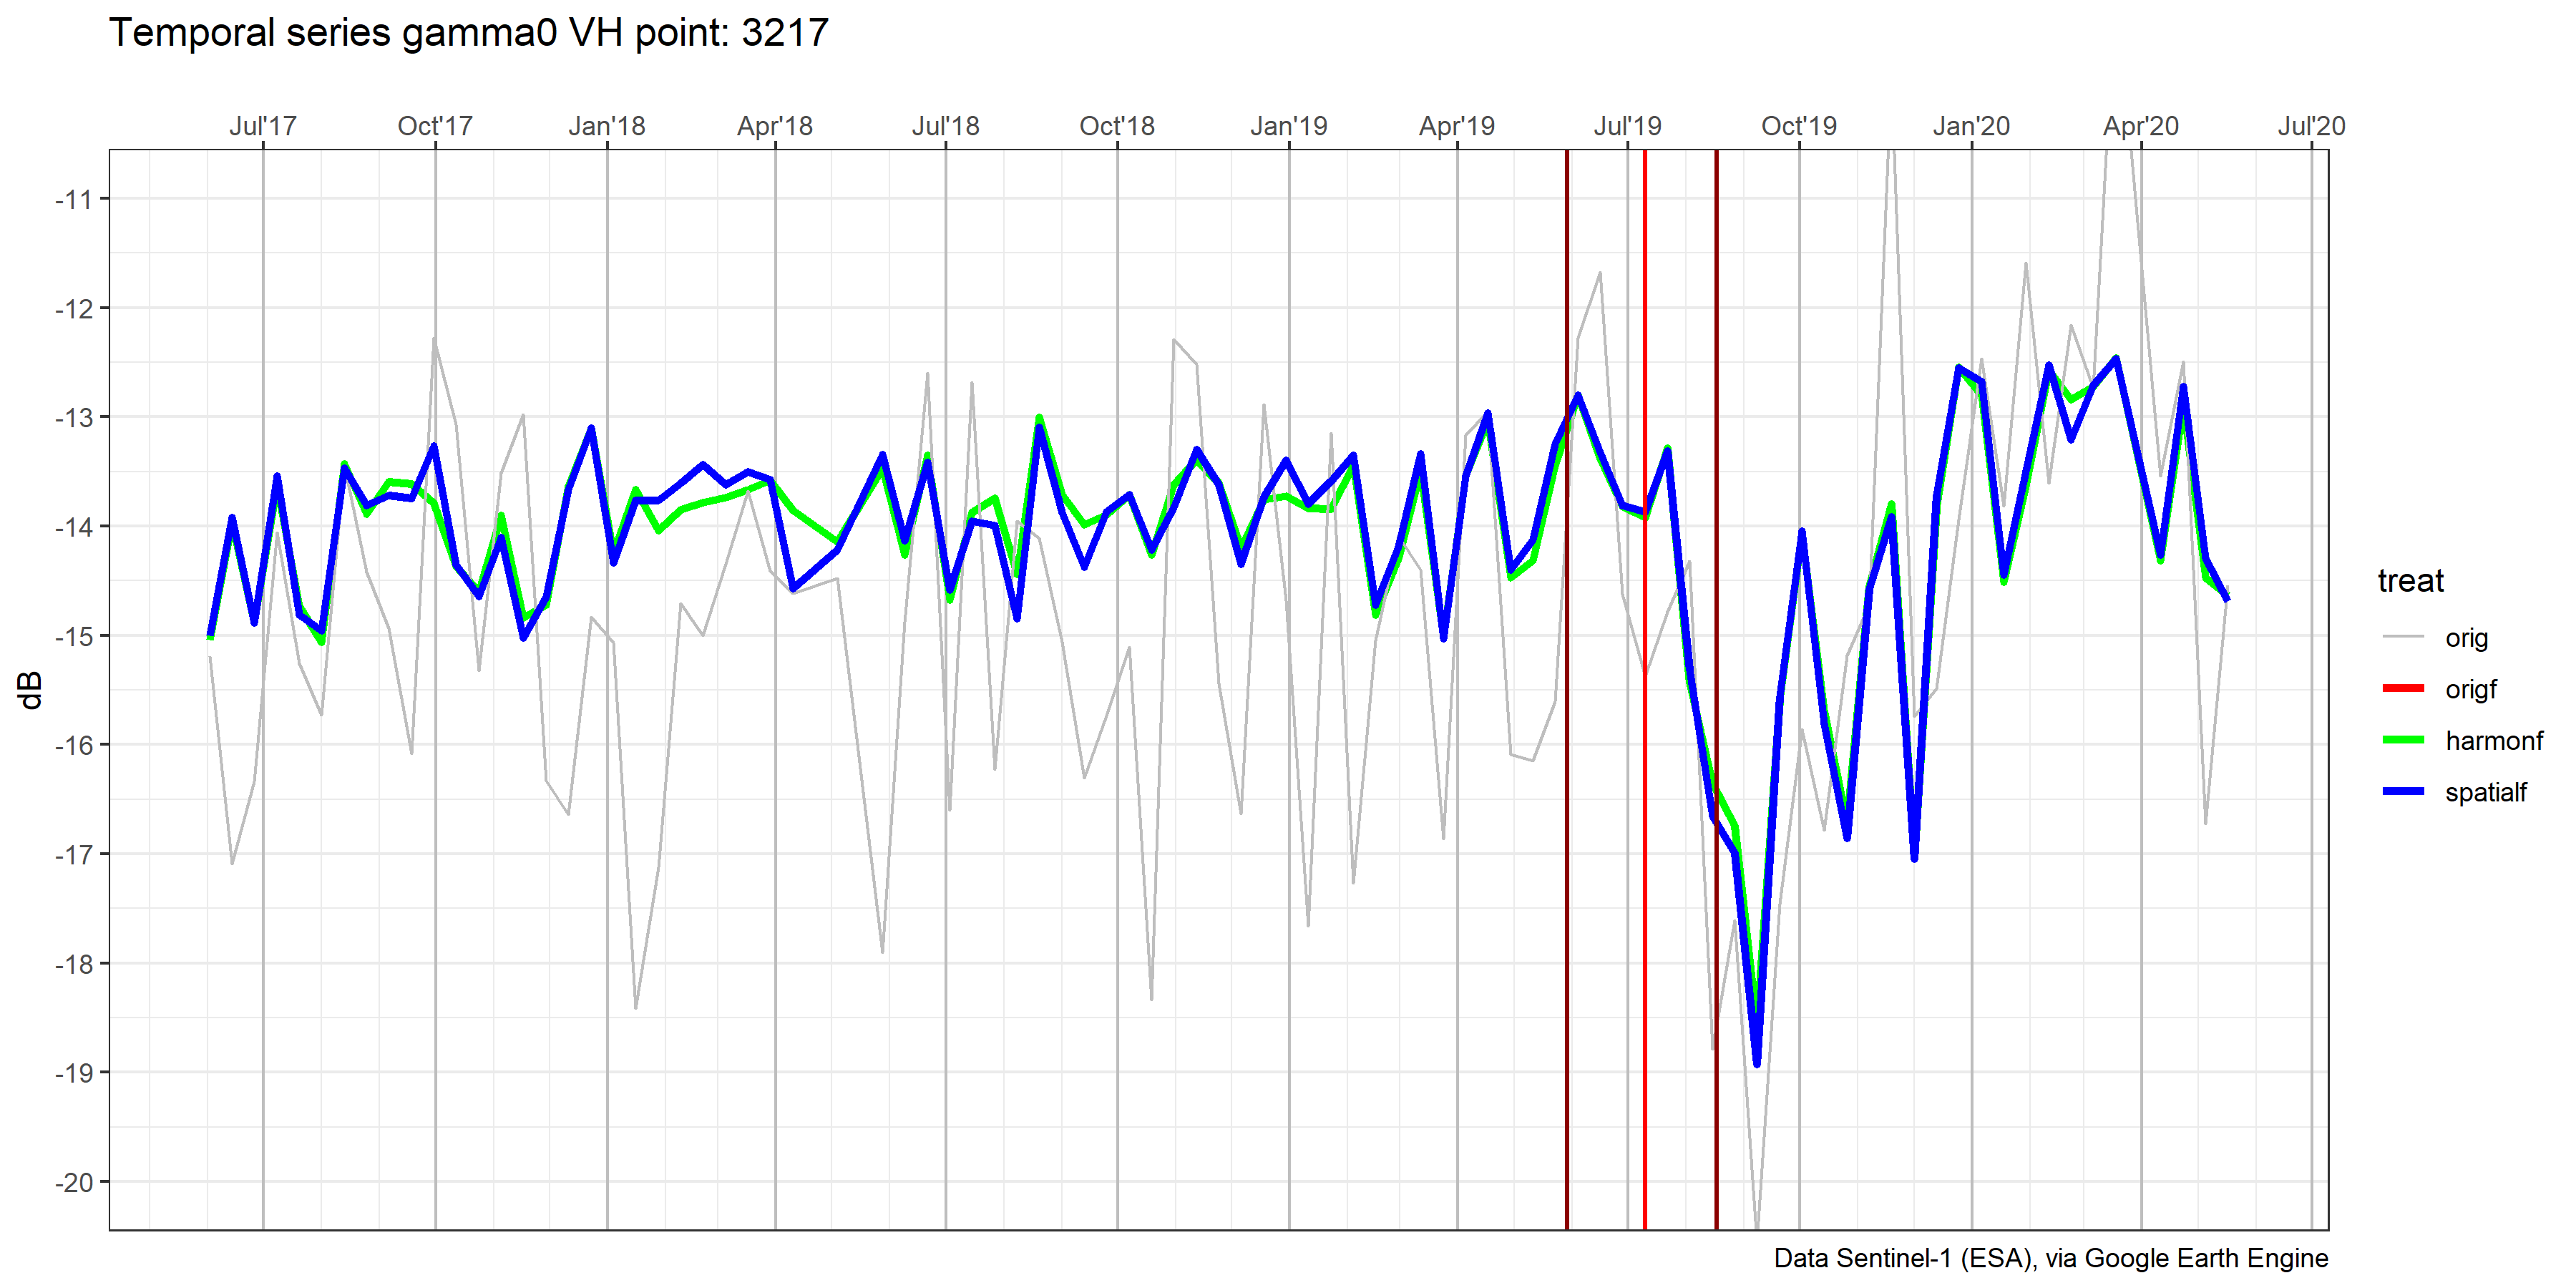 Temporal series gamma0 VH point: 3217
Jul'17 Oct'17 Jan'18 Apr'18 Jul'18 Oct'18 Jan'19 Apr'19 Jul'19 Oct'19 Jan'20 Apr'20 Jul'20
-11
-12
-13
-14
-15
-16
-17
-18
-19
-20
dB
treat
orig
origf
harmonf
spatialf
Data Sentinel-1 (ESA), via Google Earth Engine